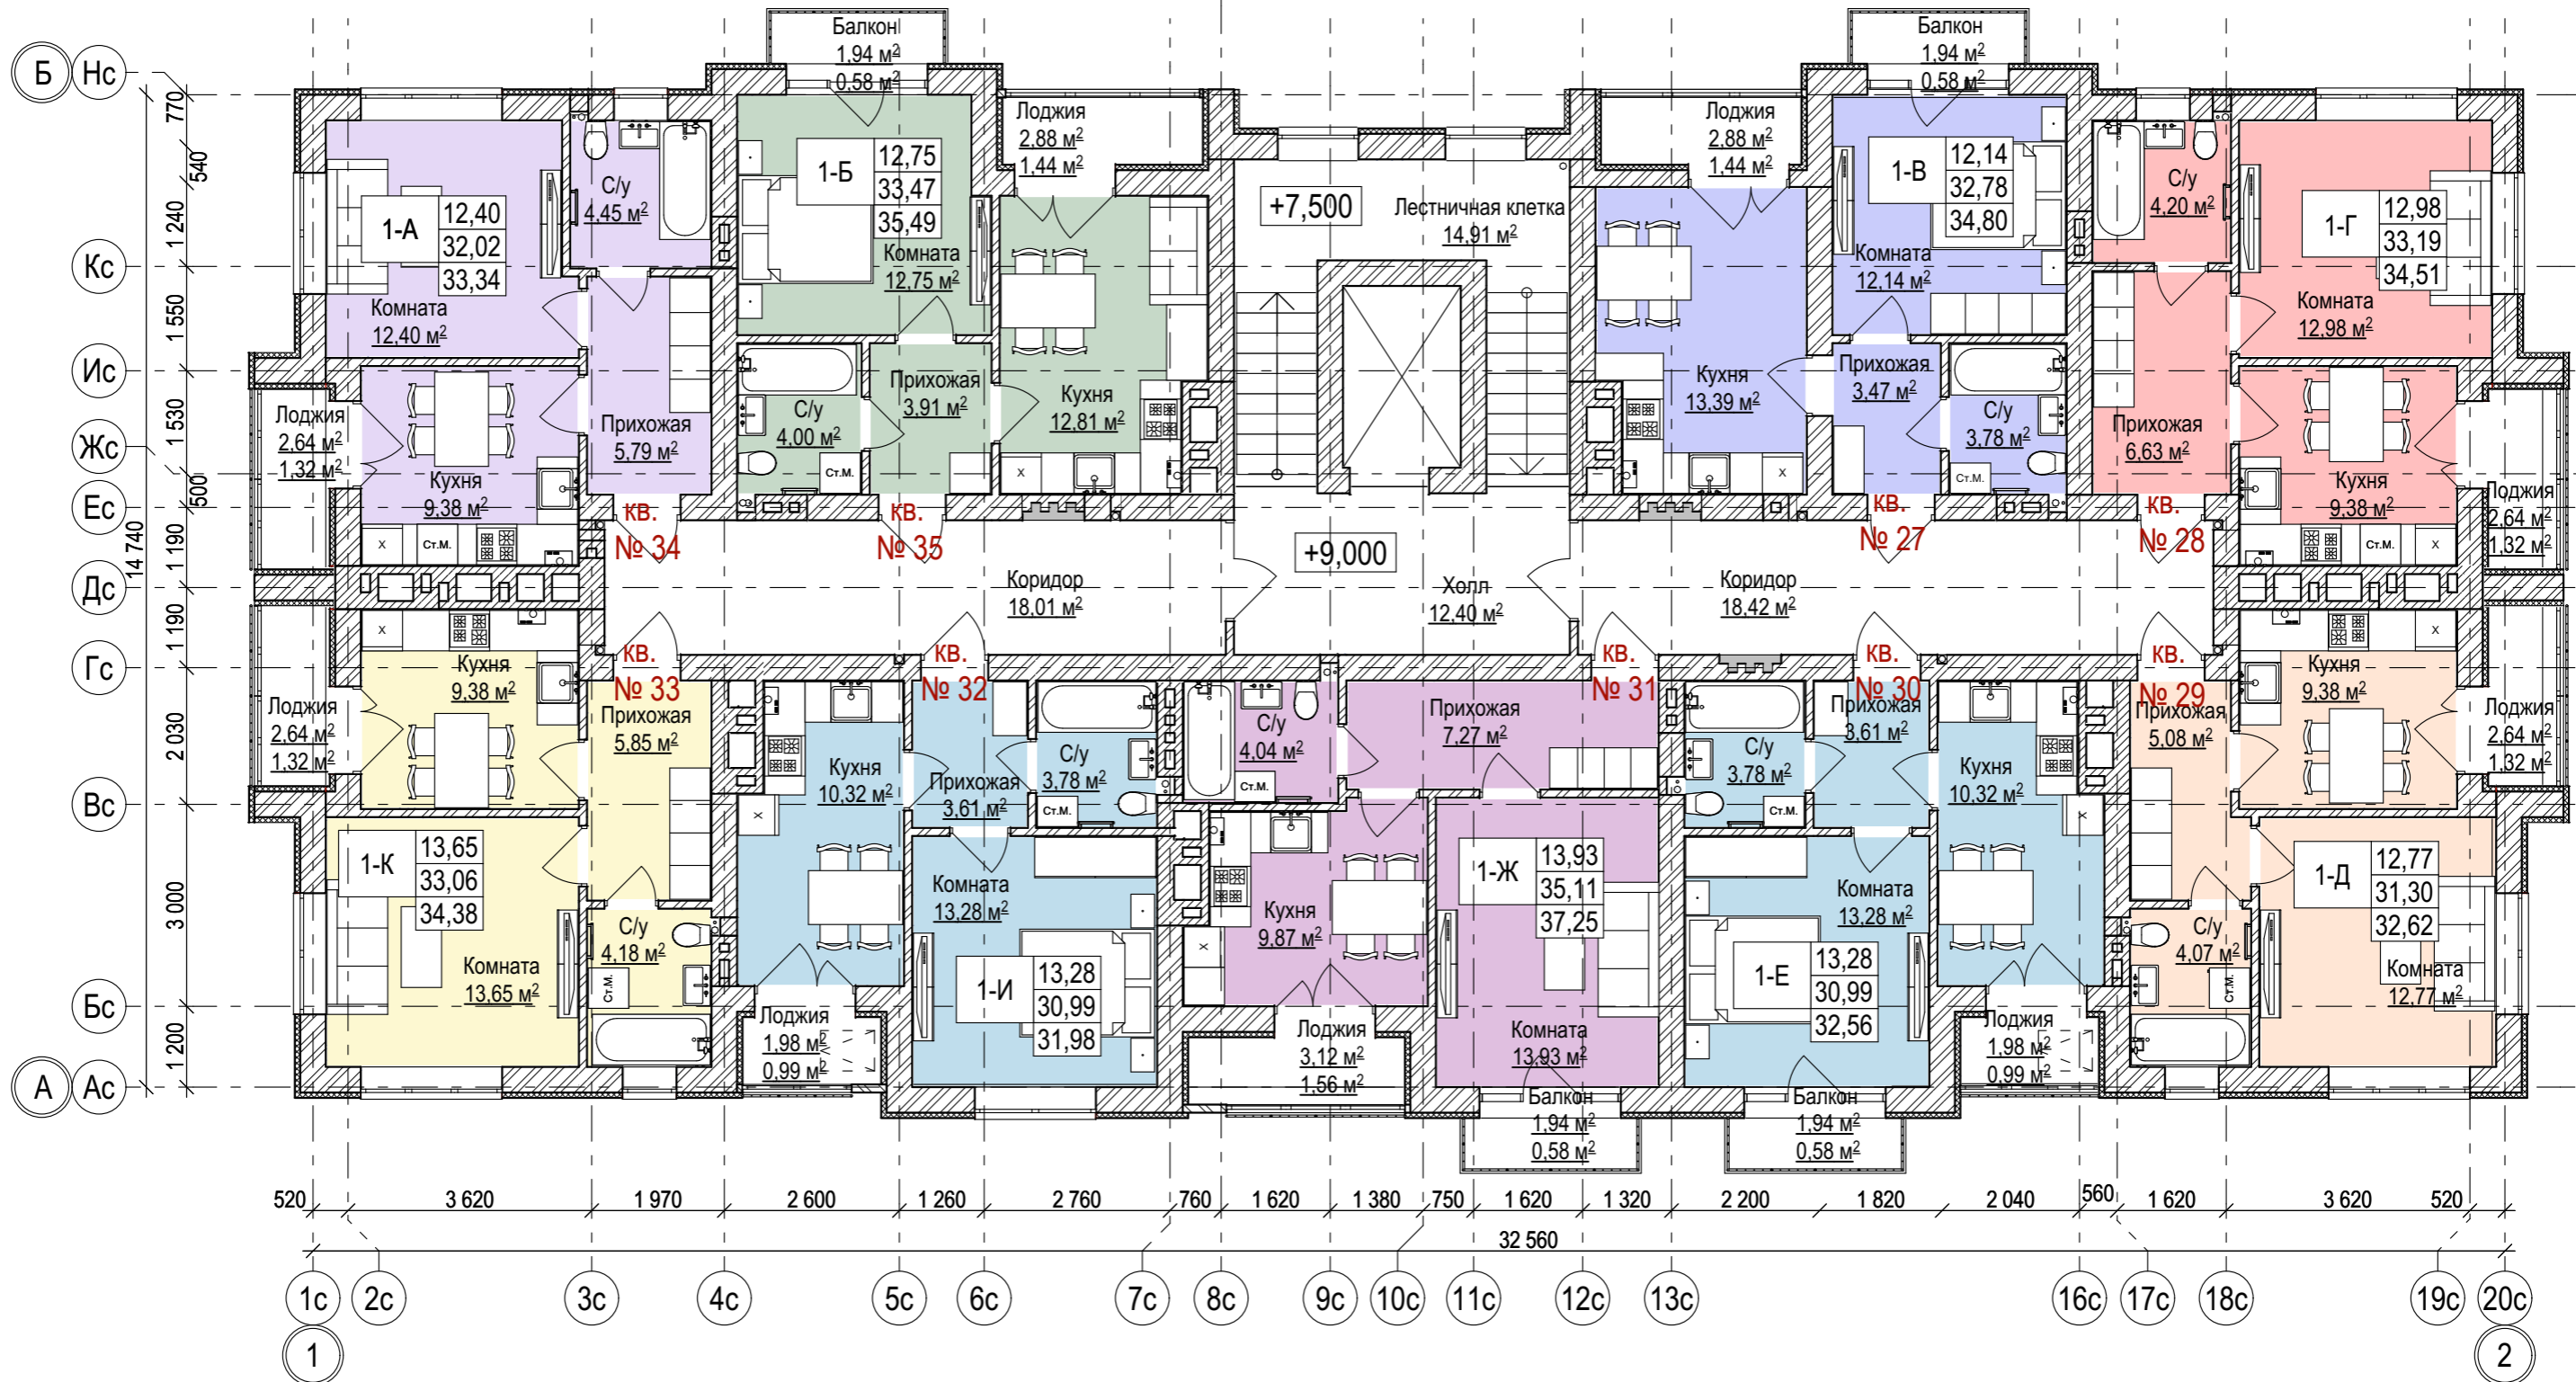 Б
Нс
Кс
Ис
Жс
Ес
Дс
Гс
Вс
Бс
А
Ас
770
540
1 240
1 550
1 530
500
1 190
1 190
2 030
3 000
1 200
14 740
Балкон
1,94 м²
0,58 м²
Лоджия
2,88 м²
1,44 м²
Лоджия
2,88 м²
1,44 м²
Балкон
1,94 м²
0,58 м²
1-А
12,40
32,02
33,34
Комната
12,40 м²
С/у
4,45 м²
Прихожая
5,79 м²
Кухня
9,38 м²
Лоджия
2,64 м²
1,32 м²
х
Ст.М.
кв.
№ 34
1-Б
12,75
33,47
35,49
Комната
12,75 м²
С/у
4,00 м²
Ст.М.
Прихожая
3,91 м²
Кухня
12,81 м²
х
кв.
№ 35
+7,500
Лестничная клетка
14,91 м²
+9,000
Холл
12,40 м²
Коридор
18,01 м²
Коридор
18,42 м²
1-В
12,14
32,78
34,80
Комната
12,14 м²
Кухня
13,39 м²
х
Прихожая
3,47 м²
С/у
3,78 м²
Ст.М.
кв.
№ 27
1-Г
12,98
33,19
34,51
Комната
12,98 м²
С/у
4,20 м²
Прихожая
6,63 м²
Кухня
9,38 м²
Ст.М.
х
Лоджия
2,64 м²
1,32 м²
кв.
№ 28
кв.
№ 33
х
Кухня
9,38 м²
Лоджия
2,64 м²
1,32 м²
Прихожая
5,85 м²
1-К
13,65
33,06
34,38
Комната
13,65 м²
С/у
4,18 м²
Ст.М.
кв.
№ 32
Кухня
10,32 м²
х
Прихожая
3,61 м²
С/у
3,78 м²
Ст.М.
Комната
13,28 м²
1-И
13,28
30,99
31,98
Лоджия
1,98 м²
0,99 м²
кв.
№ 31
С/у
4,04 м²
Ст.М.
Прихожая
7,27 м²
Кухня
9,87 м²
х
1-Ж
13,93
35,11
37,25
Комната
13,93 м²
Лоджия
3,12 м²
1,56 м²
Балкон
1,94 м²
0,58 м²
кв.
№ 30
С/у
3,78 м²
Ст.М.
Прихожая
3,61 м²
Кухня
10,32 м²
х
Комната
13,28 м²
1-Е
13,28
30,99
32,56
Балкон
1,94 м²
0,58 м²
Лоджия
1,98 м²
0,99 м²
кв.
№ 29
Прихожая
5,08 м²
х
Кухня
9,38 м²
Лоджия
2,64 м²
1,32 м²
1-Д
12,77
31,30
32,62
Комната
12,77 м²
С/у
4,07 м²
Ст.М.
520
3 620
1 970
2 600
1 260
2 760
760
1 620
1 380
750
1 620
1 320
2 200
1 820
2 040
560
1 620
3 620
520
32 560
1с
2с
3с
4с
5с
6с
7с
8с
9с
10с
11с
12с
13с
16с
17с
18с
19с
20с
1
2